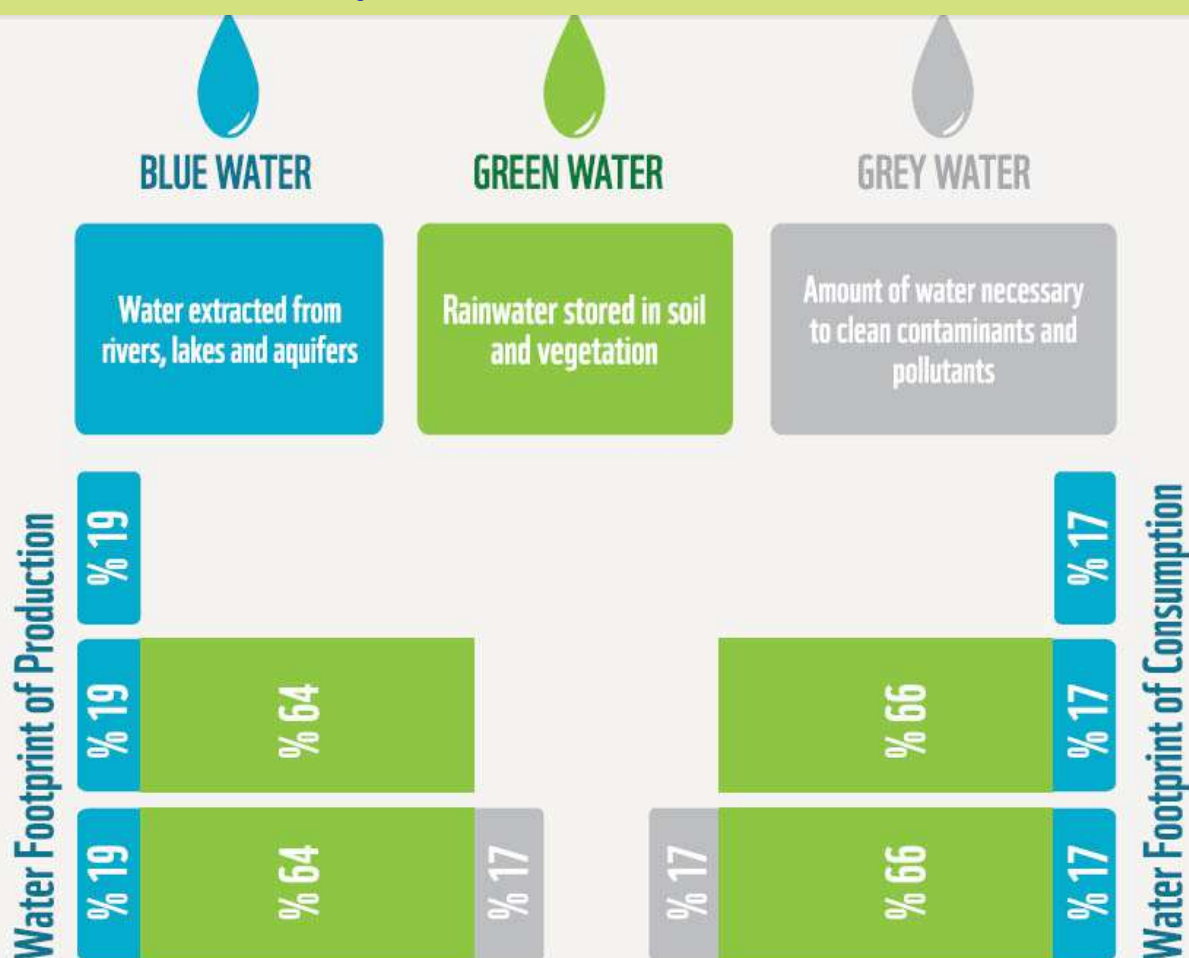 BLUE WATER
GREEN WATER
GREY WATER
Water extracted from
rivers, lakes and aquifers
Rainwater stored in soil
and vegetation
Amount of water necessary
to clean contaminants and
pollutants
Water Footprint of Production
% 19
% 17
% 19
% 64
% 66
% 17
% 19
% 64
% 17
% 17
% 66
% 17
Water Footprint of Consumption